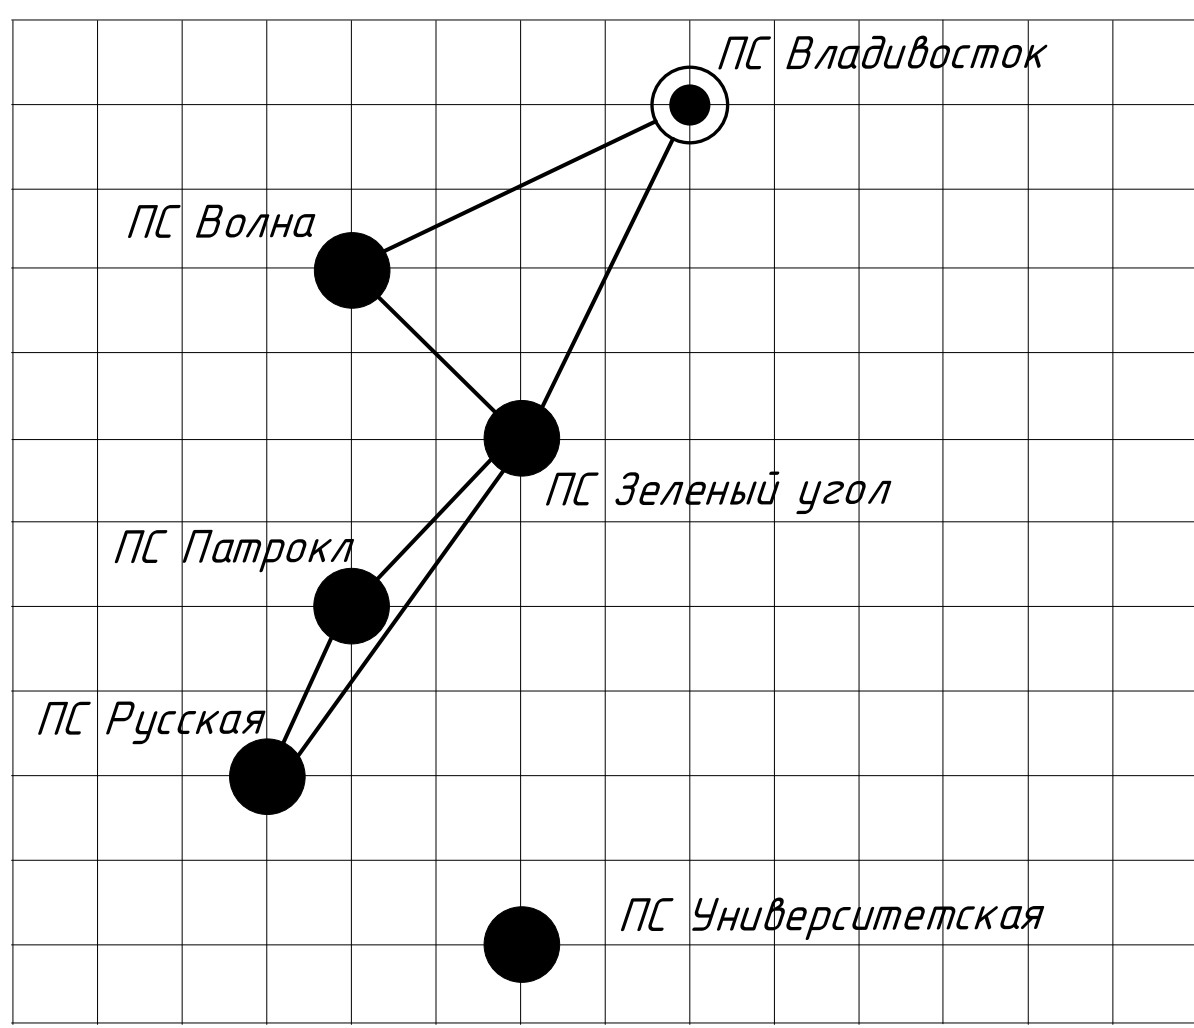 ПС Владивосток
ПС Волна
ПС Зеленый угол
ПС Патрокл
ПС Русская
ПС Университетская